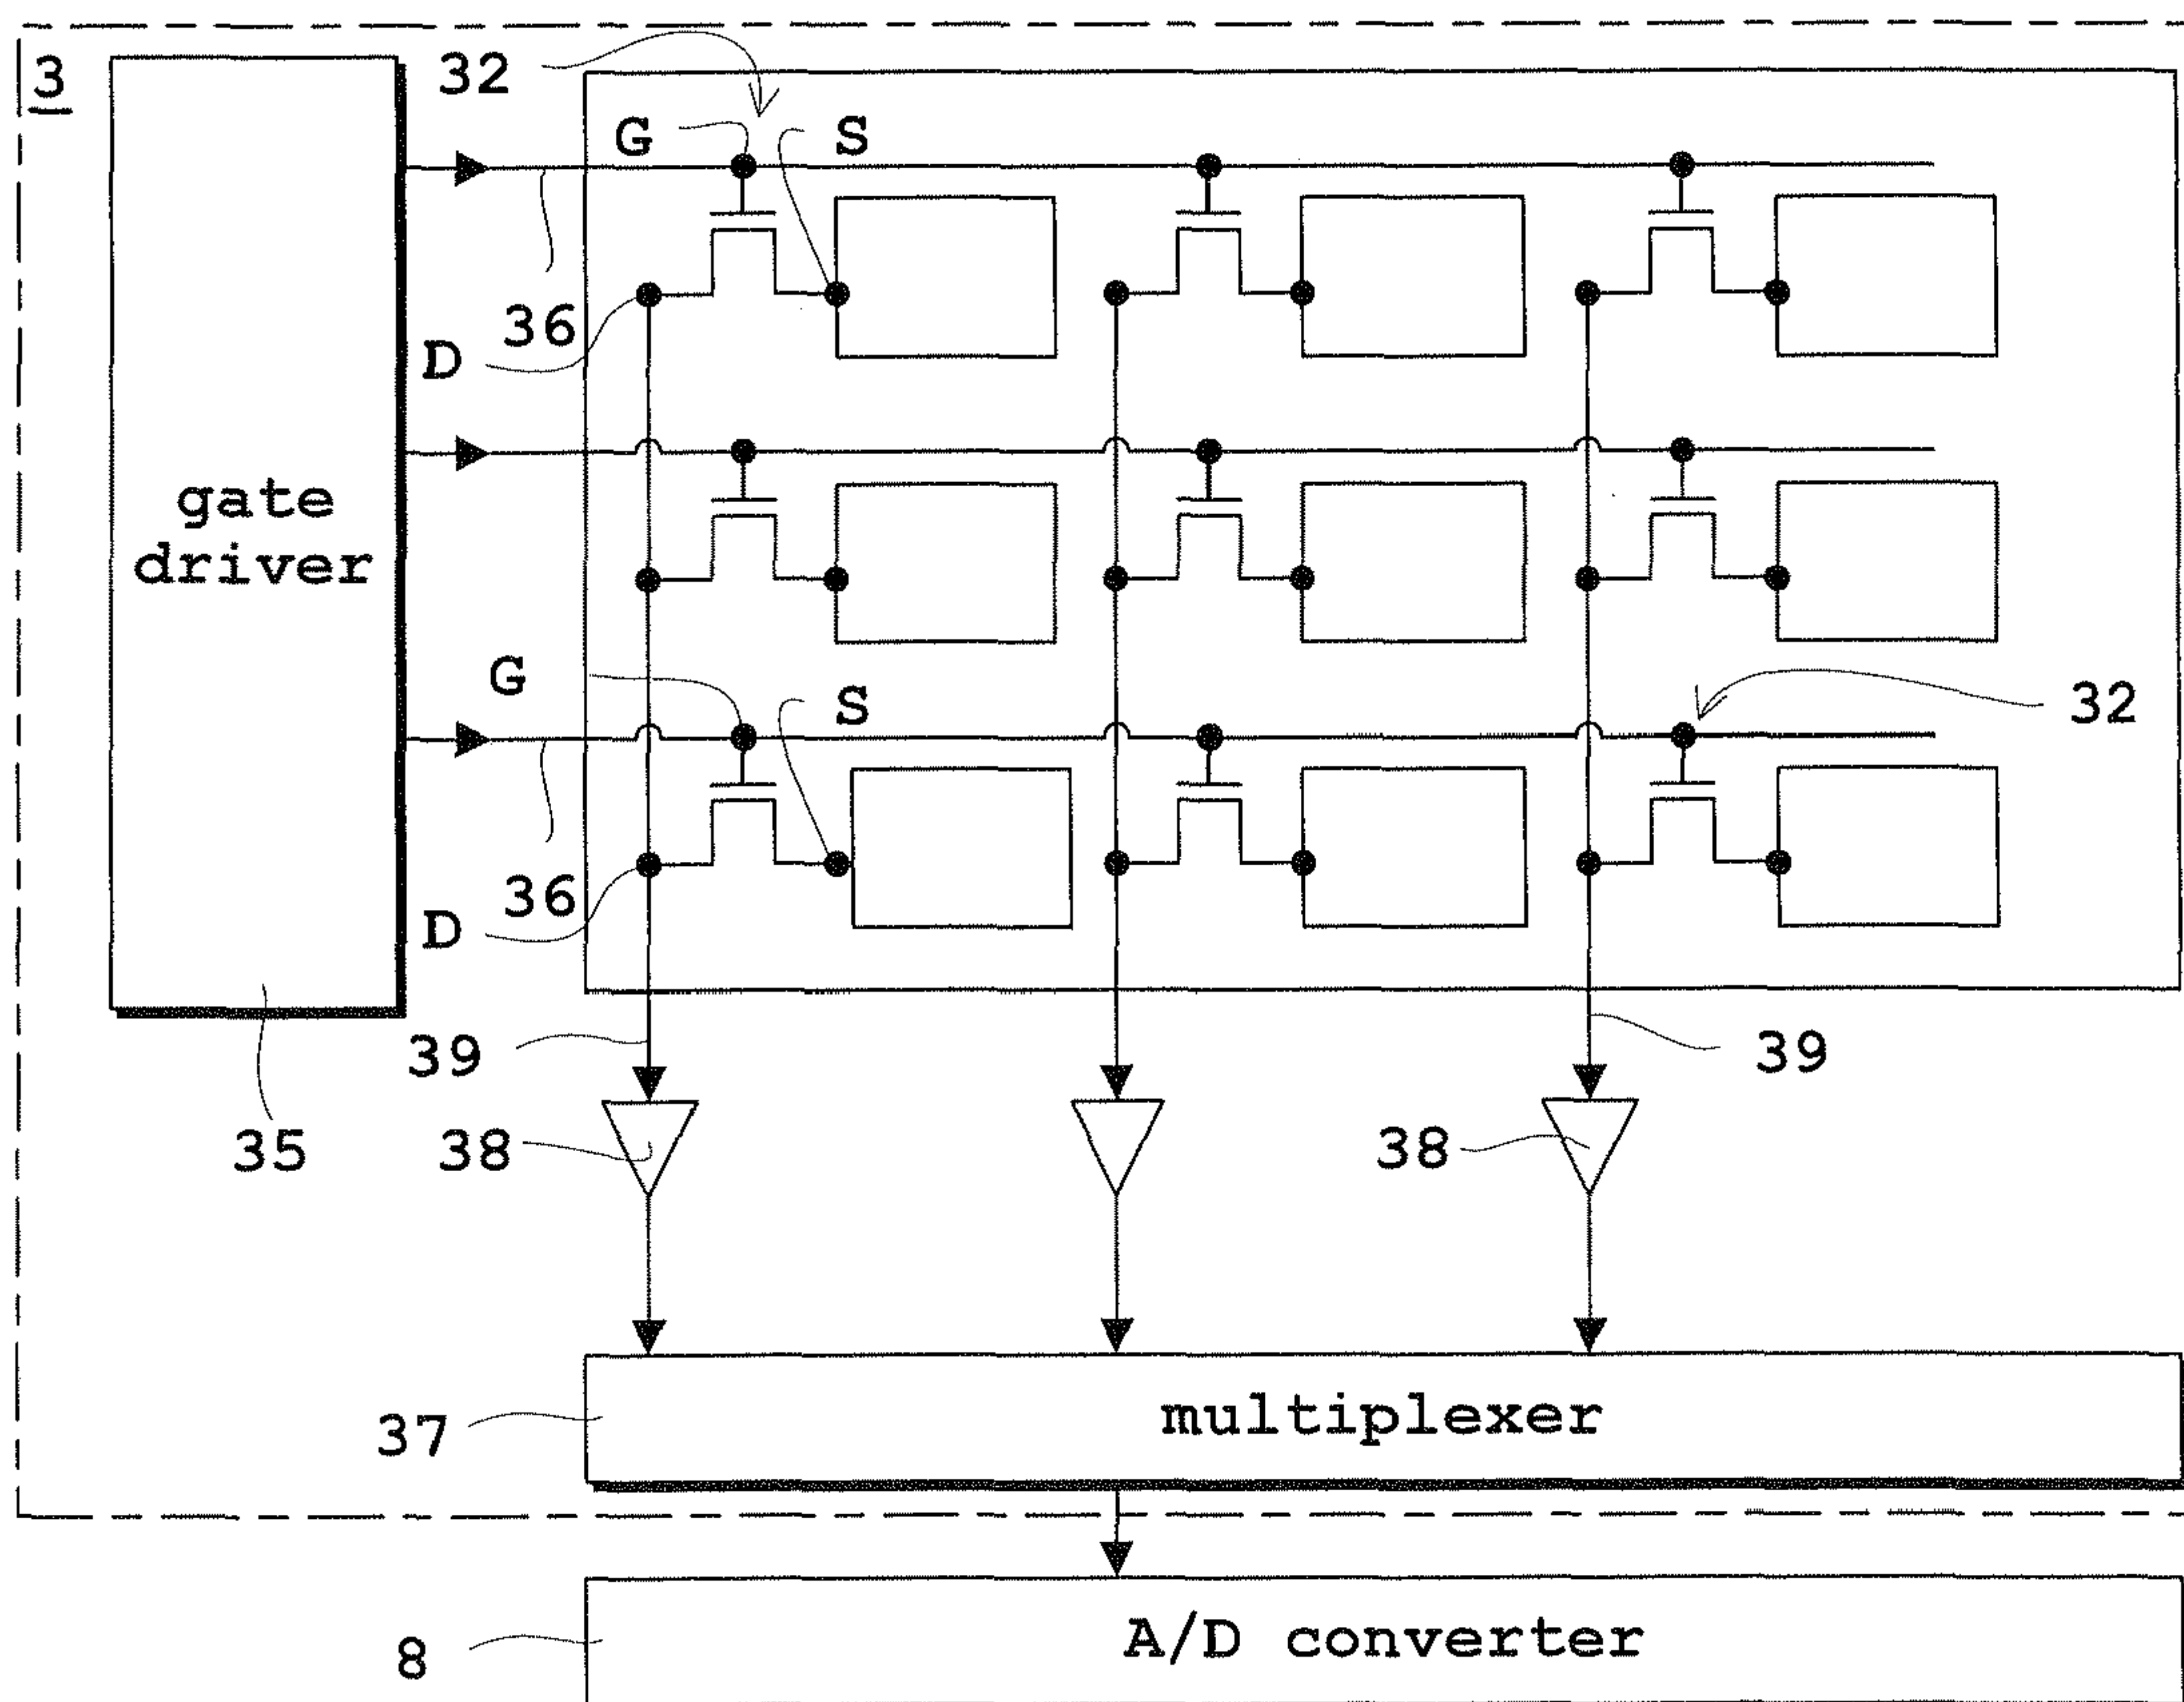 3
32
G
S
36
D
gate
driver
G
S
32
36
D
39
39
35
38
38
37
multiplexer
8
A/D converter